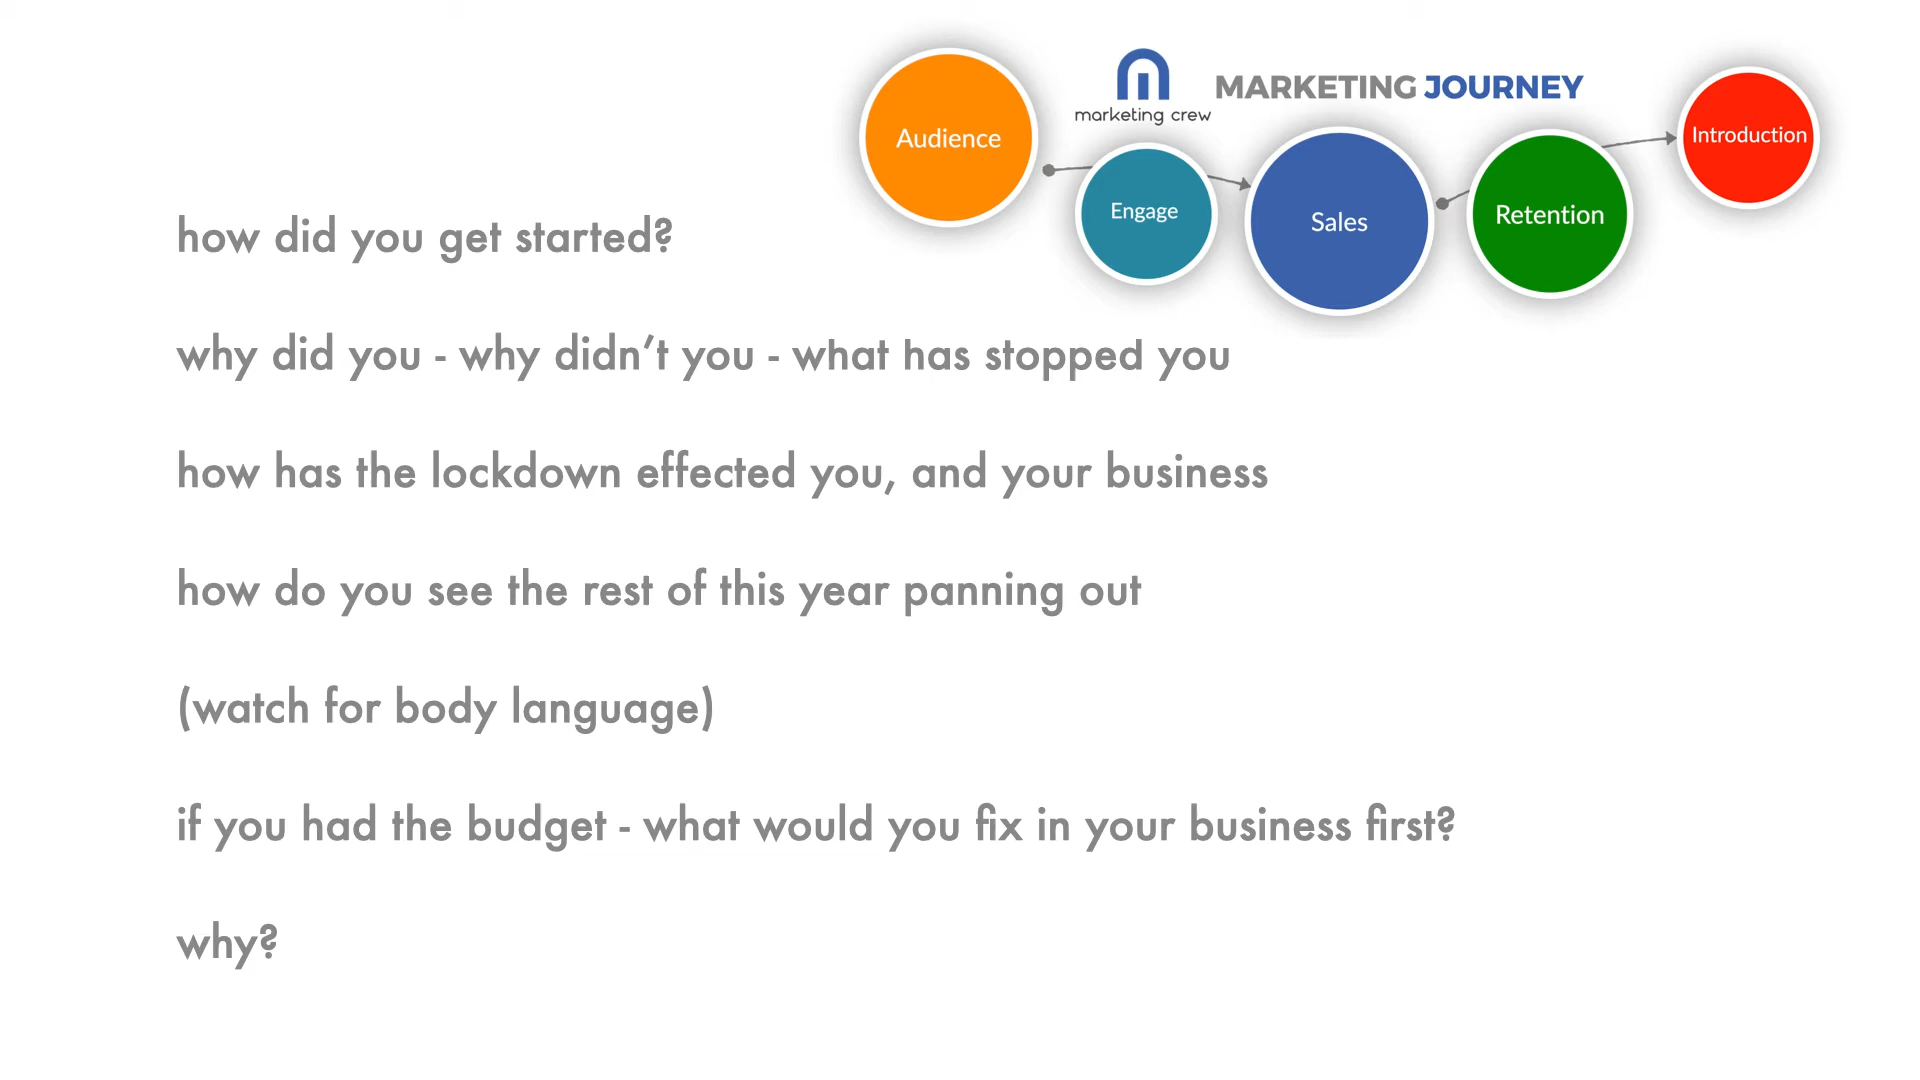 MARKETING JOURNEY
marketing crew
Audience
Engage
Sales
Retention
Introduction
how did you get started?
why did you - why didn’t you - what has stopped you
how has the lockdown effected you, and your business
how do you see the rest of this year panning out
(watch for body language)
if you had the budget - what would you fix in your business first?
why?